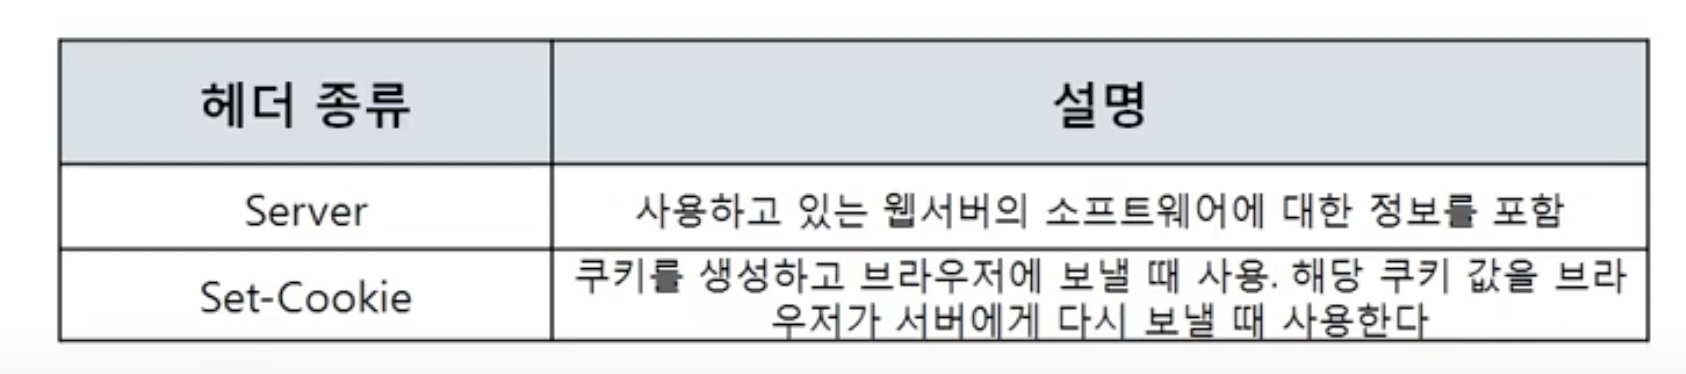 헤더 종류
설명
Server
사용하고 있는 웹서버의 소프트웨어에 대한 정보를 포함
Set-Cookie
쿠키를 생성하고 브라우저에 보낼 때 사용. 해당 쿠키 값을 브라
우저가 서버에게 다시 보낼 때 사용한다